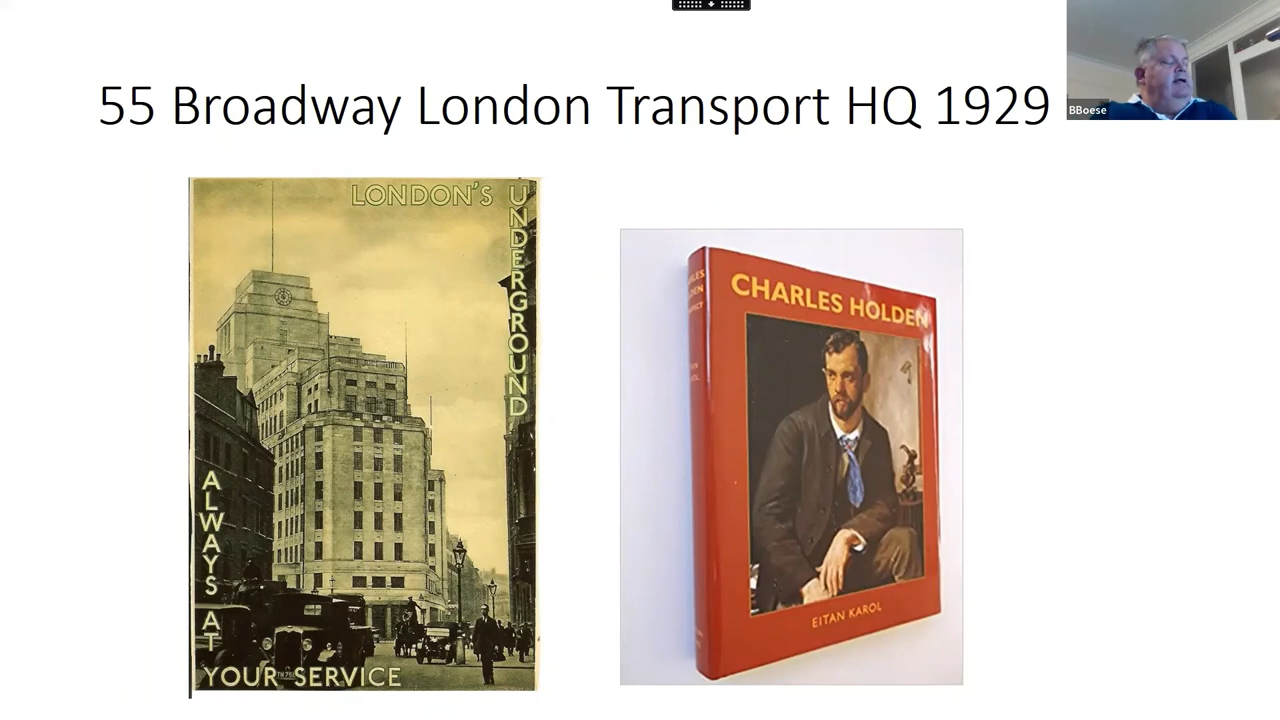 55 Broadway London Transport HQ 1929
BBoese
LONDON'S
UNDERGROUND
ALWAYS AT
YOUR SERVICE
CHARLES HOLDEN
EITAN KAROL